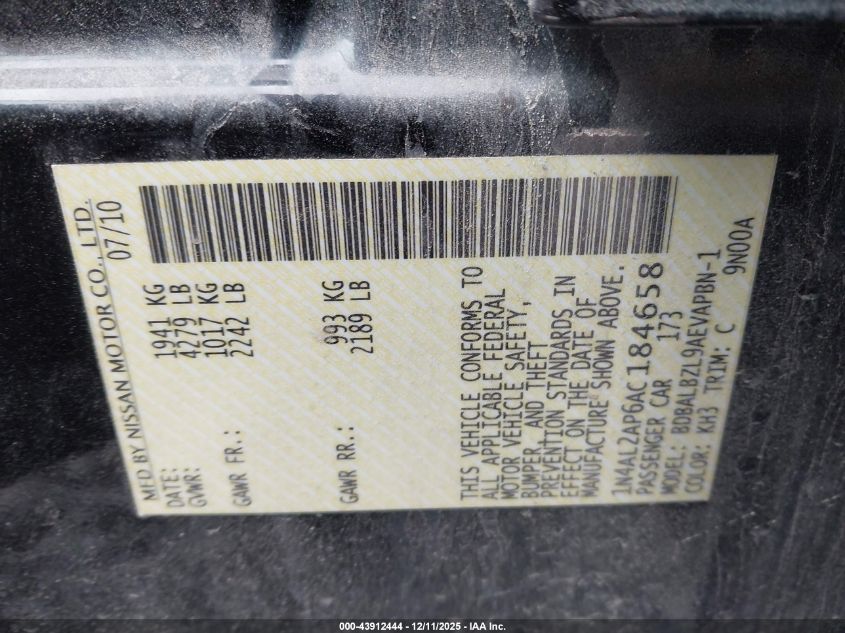 MFD BY NISSAN MOTOR CO., LTD.
DATE: 07/10
GVWR: 1941 KG
4279 LB
GAWR FR.: 1017 KG
2242 LB
GAWR RR.: 993 KG
2189 LB
THIS VEHICLE CONFORMS TO
ALL APPLICABLE FEDERAL
MOTOR VEHICLE SAFETY,
BUMPER, AND THEFT
PREVENTION STANDARDS IN
EFFECT ON THE DATE OF
MANUFACTURE SHOWN ABOVE.
1N4AL2AP6AC184658
PASSENGER CAR 173
MODEL: BDBALBZL9AEVAPBN-1
COLOR: KH3 TRIM: C 9N00A
000-43912444 - 12/11/2025 - IAA Inc.